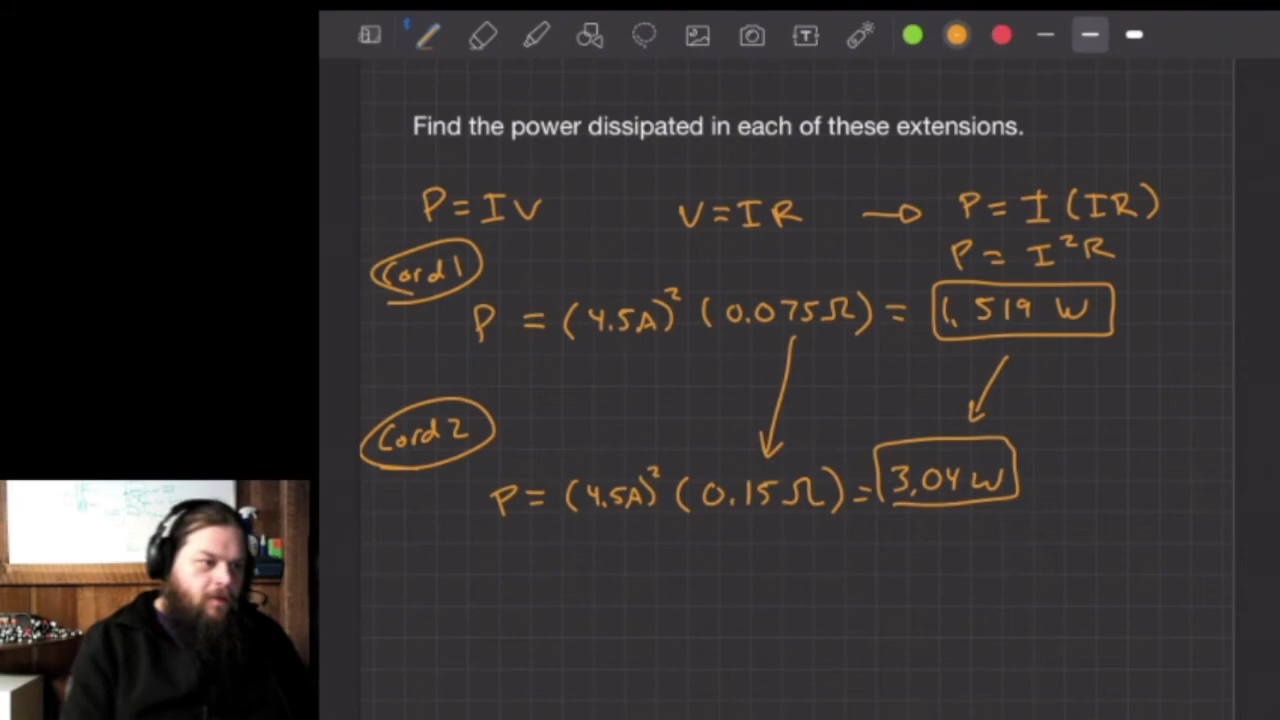 Find the power dissipated in each of these extensions.
P = IV V = IR → P = I (IR)
P = I²R
Cord 1
P = (4.5A)² (0.075Ω) = 1.519 W
Cord 2
P = (4.5A)² (0.15Ω) = 3.04 W